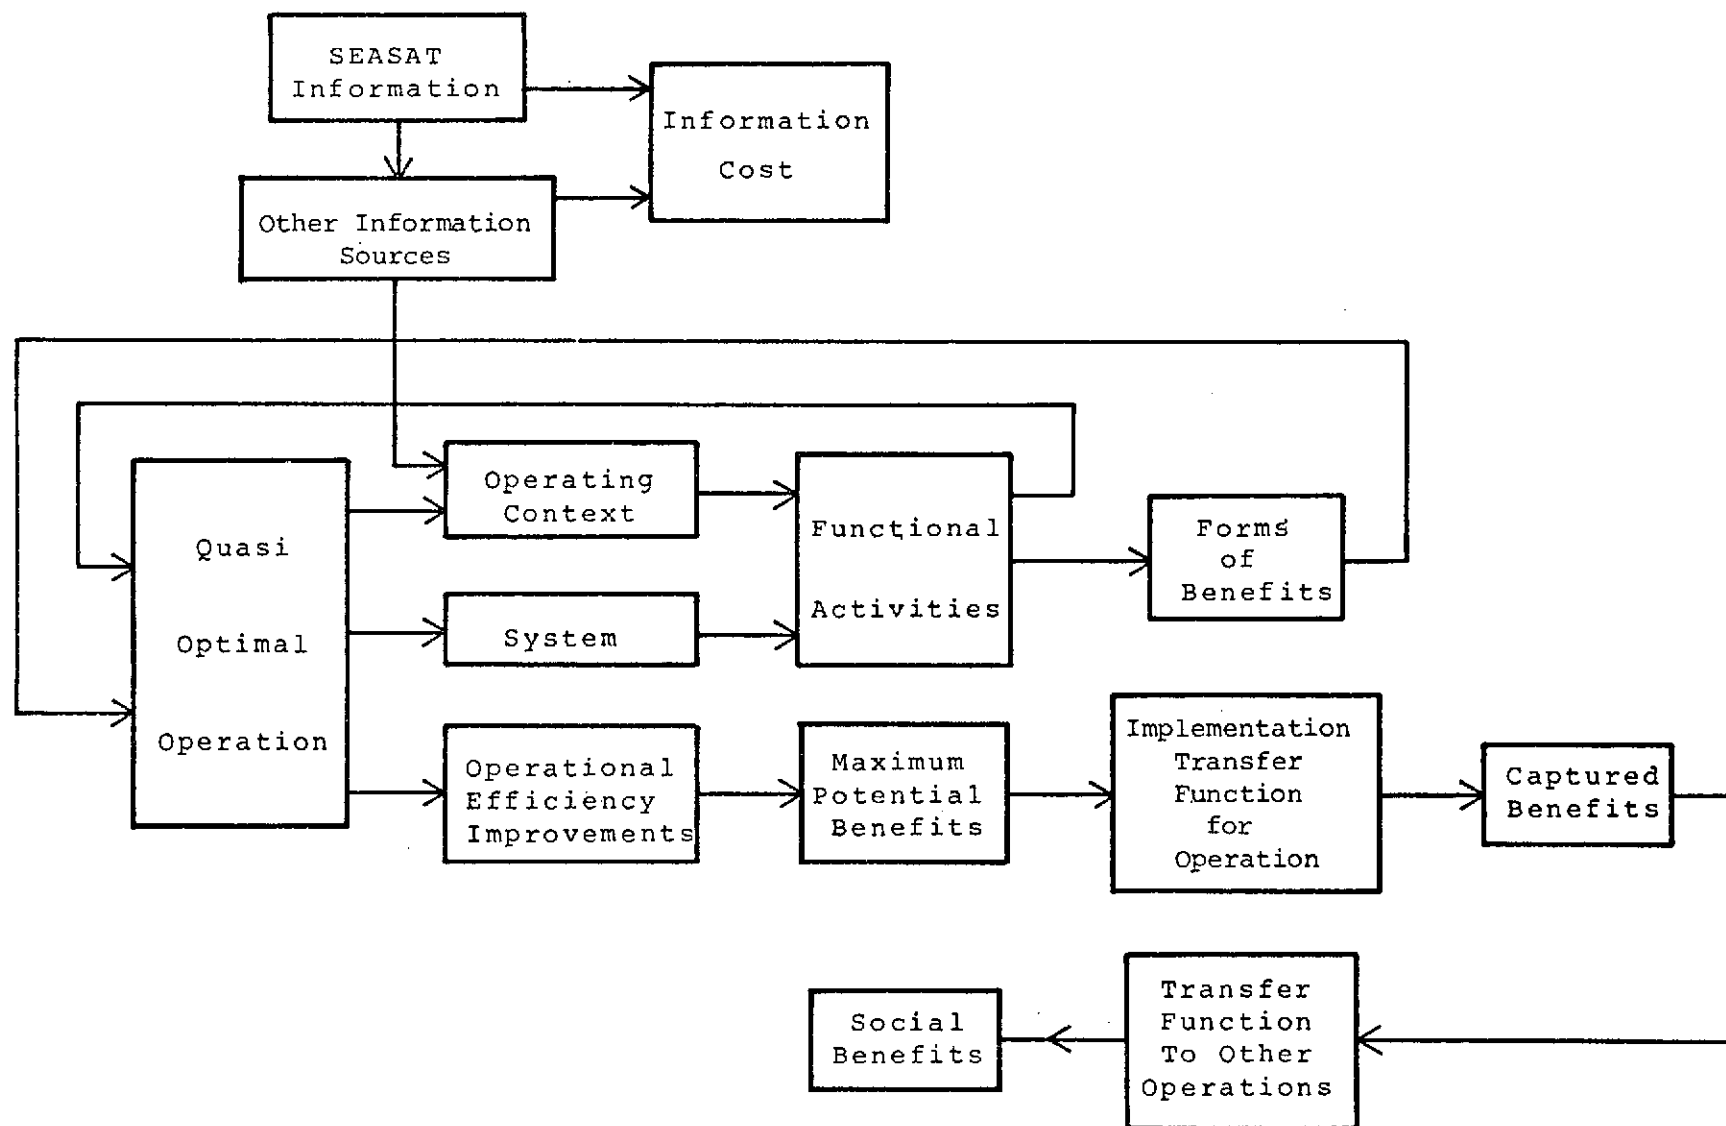 SEASAT
Information
Information
Cost
Other Information
Sources
Quasi
Optimal
Operation
Operating
Context
System
Functional
Activities
Forms
of
Benefits
Operational
Efficiency
Improvements
Maximum
Potential
Benefits
Implementation
Transfer
Function
for
Operation
Captured
Benefits
Social
Benefits
Transfer
Function
To Other
Operations